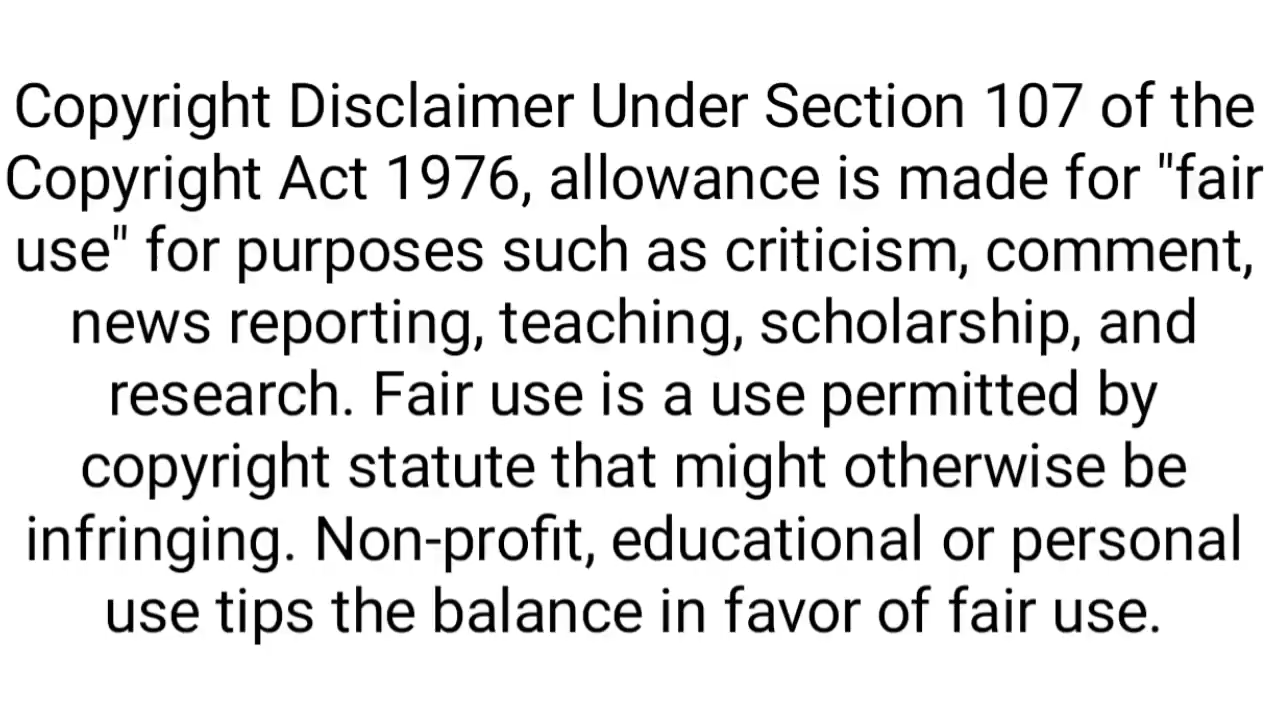 Copyright Disclaimer Under Section 107 of the
Copyright Act 1976, allowance is made for "fair
use" for purposes such as criticism, comment,
news reporting, teaching, scholarship, and
research. Fair use is a use permitted by
copyright statute that might otherwise be
infringing. Non-profit, educational or personal
use tips the balance in favor of fair use.